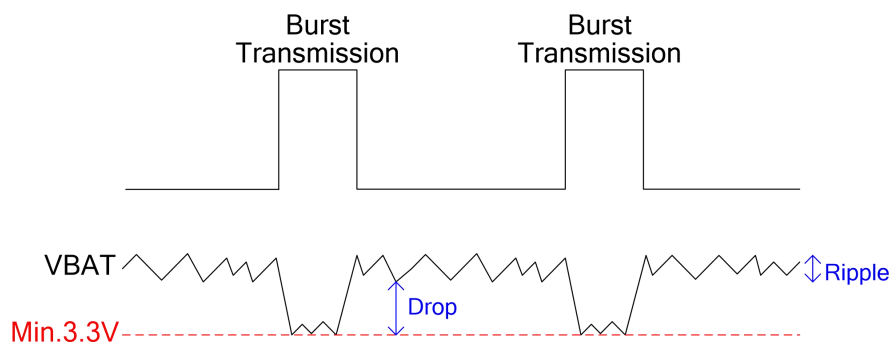 Burst
Transmission
Burst
Transmission
VBAT
Ripple
Drop
Min.3.3V